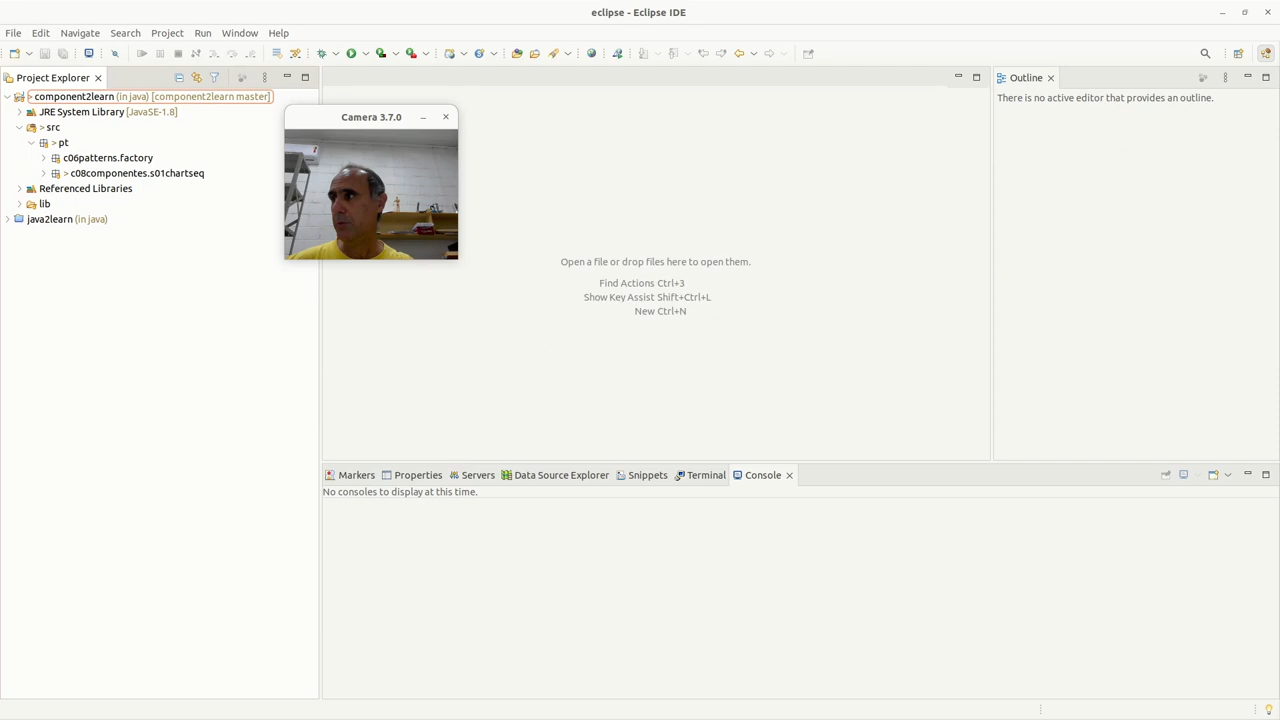 eclipse - Eclipse IDE
File Edit Navigate Search Project Run Window Help
Project Explorer
> component2learn (in java) [component2learn master]
JRE System Library [JavaSE-1.8]
> src
> pt
c06patterns.factory
> c08componentes.s01chartseq
Referenced Libraries
lib
java2learn (in java)
Camera 3.7.0
Open a file or drop files here to open them.
Find Actions Ctrl+3
Show Key Assist Shift+Ctrl+L
New Ctrl+N
Outline
There is no active editor that provides an outline.
Markers Properties Servers Data Source Explorer Snippets Terminal Console
No consoles to display at this time.